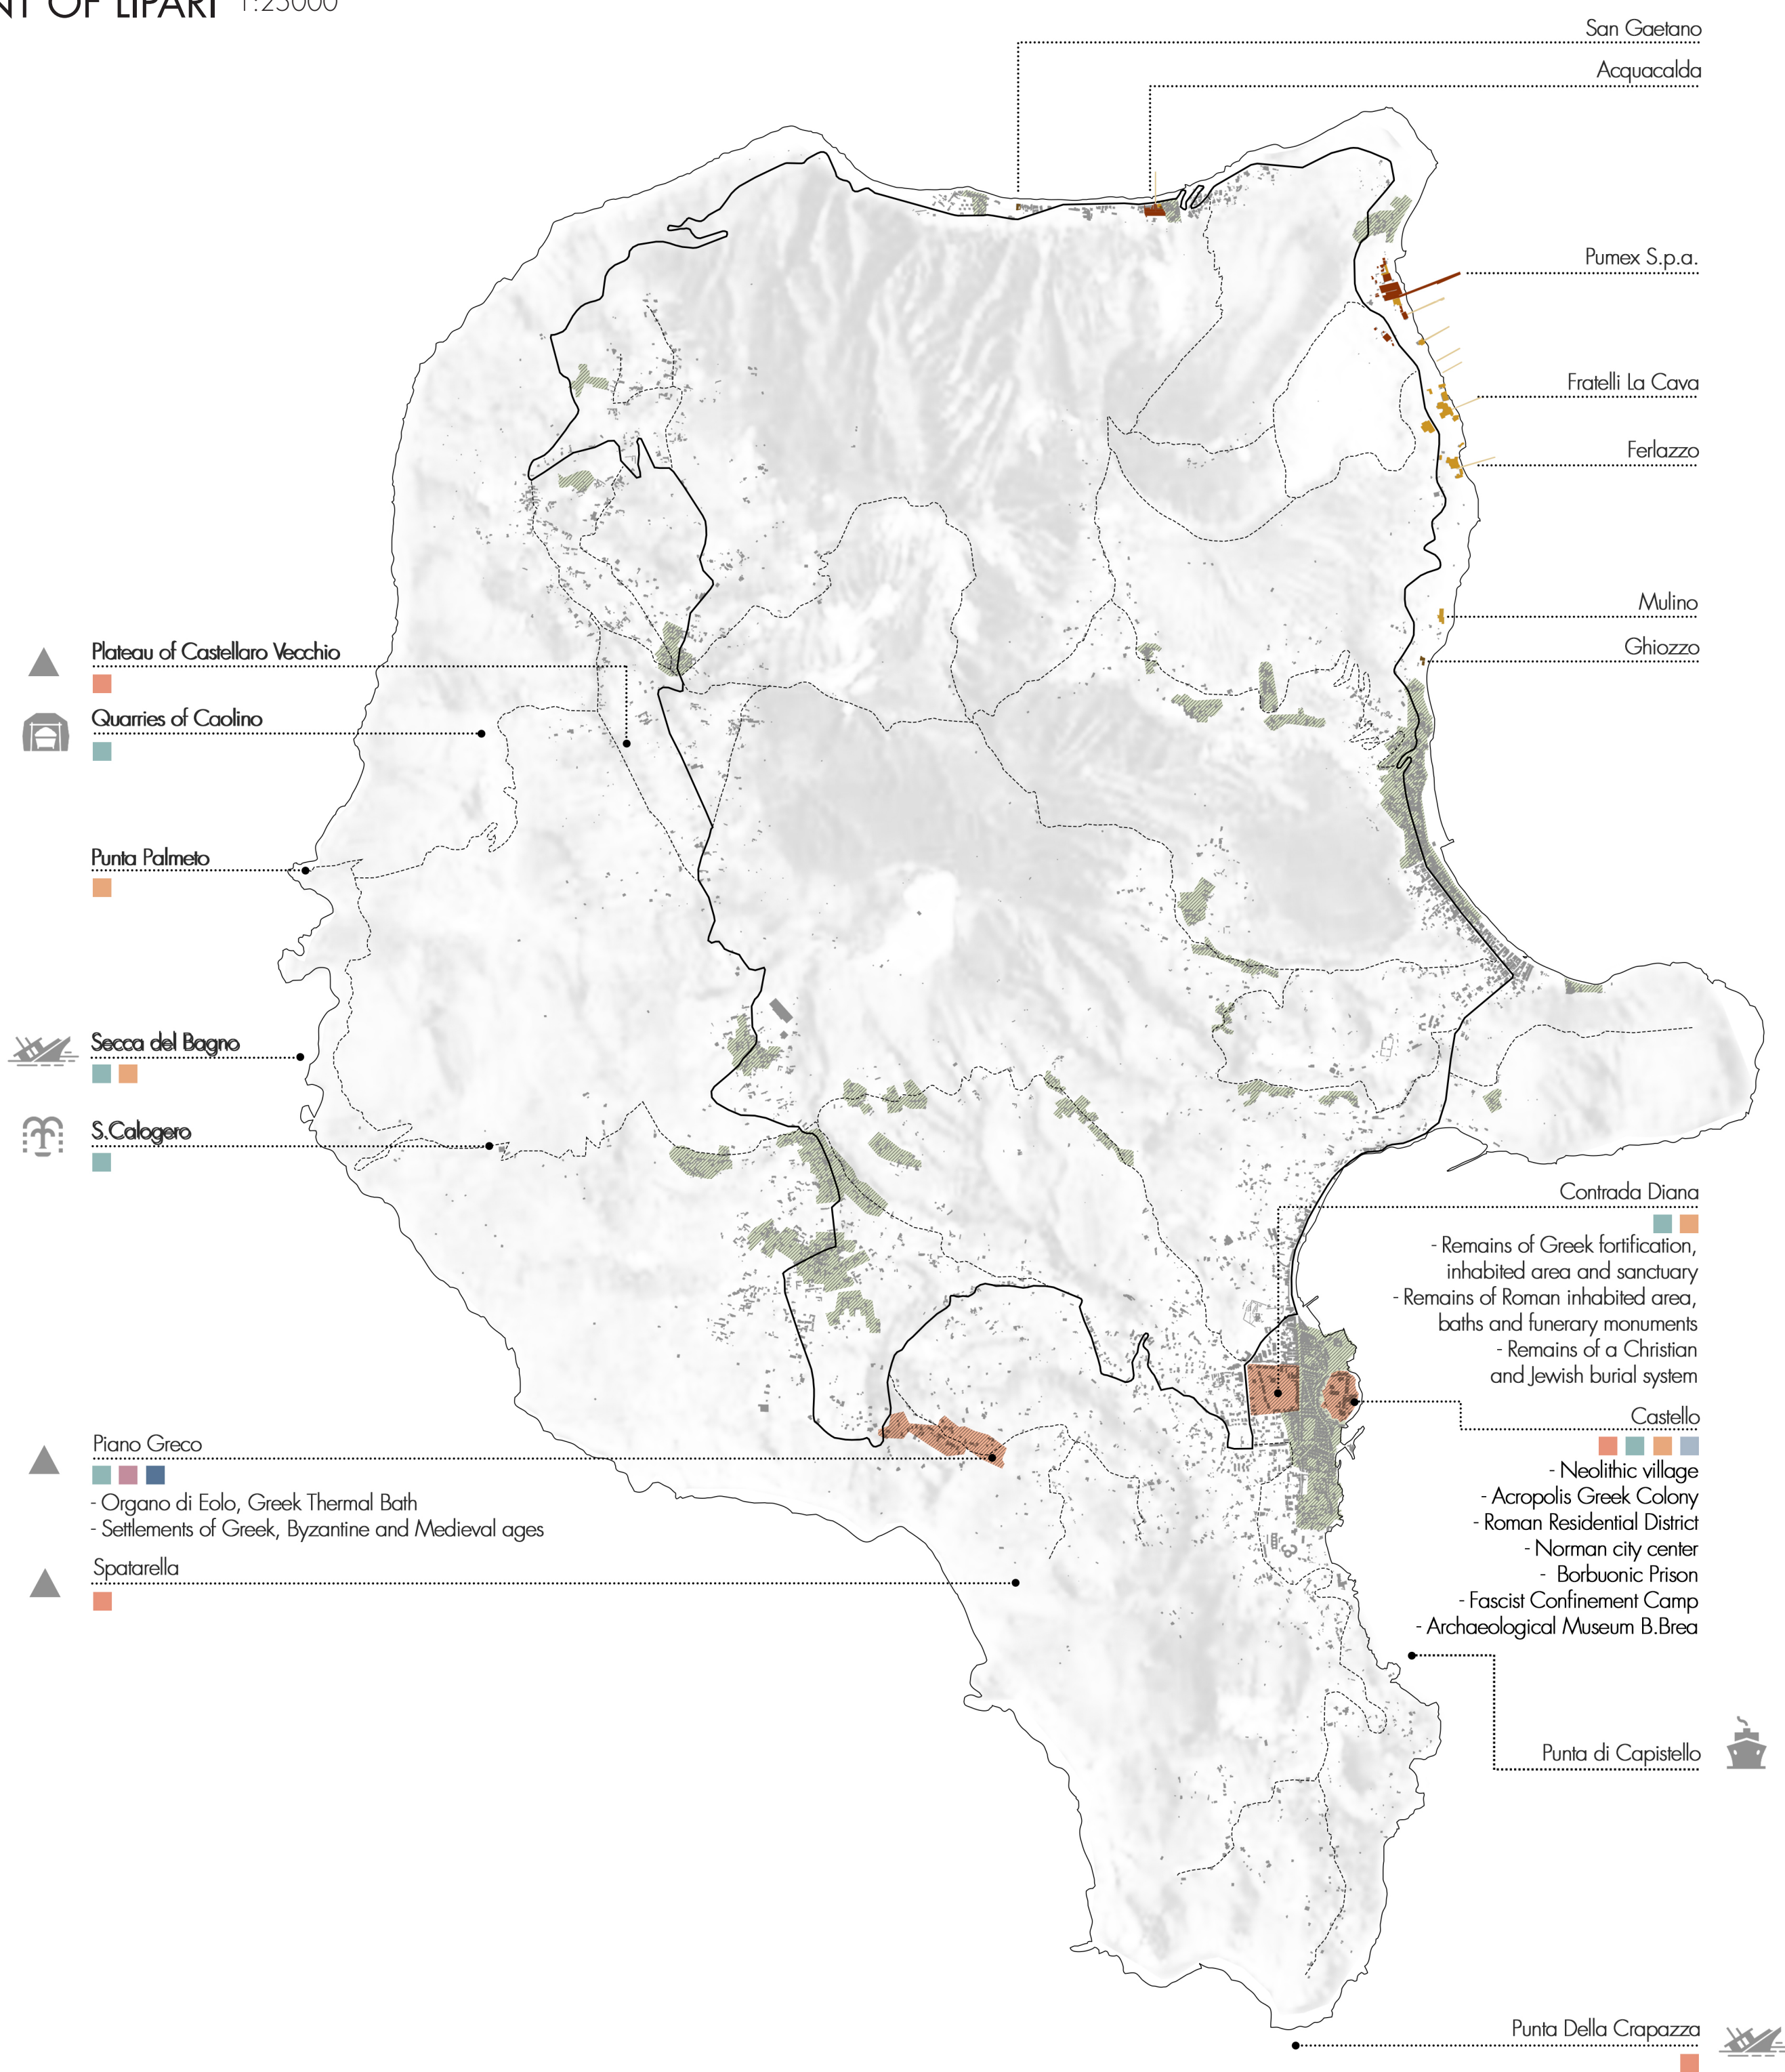 NT OF LIPARI 1:25000
San Gaetano
Acquacalda
Pumex S.p.a.
Fratelli La Cava
Ferlazzo
Mulino
Ghiozzo
Plateau of Castellaro Vecchio
Quarries of Caolino
Punta Palmeto
Secca del Bagno
S.Calogero
Contrada Diana
- Remains of Greek fortification,
inhabited area and sanctuary
- Remains of Roman inhabited area,
baths and funerary monuments
- Remains of a Christian
and Jewish burial system
Castello
- Neolithic village
- Acropolis Greek Colony
- Roman Residential District
- Norman city center
- Borbuonic Prison
- Fascist Confinement Camp
- Archaeological Museum B.Brea
Piano Greco
- Organo di Eolo, Greek Thermal Bath
- Settlements of Greek, Byzantine and Medieval ages
Spatarella
Punta di Capistello
Punta Della Crapazza